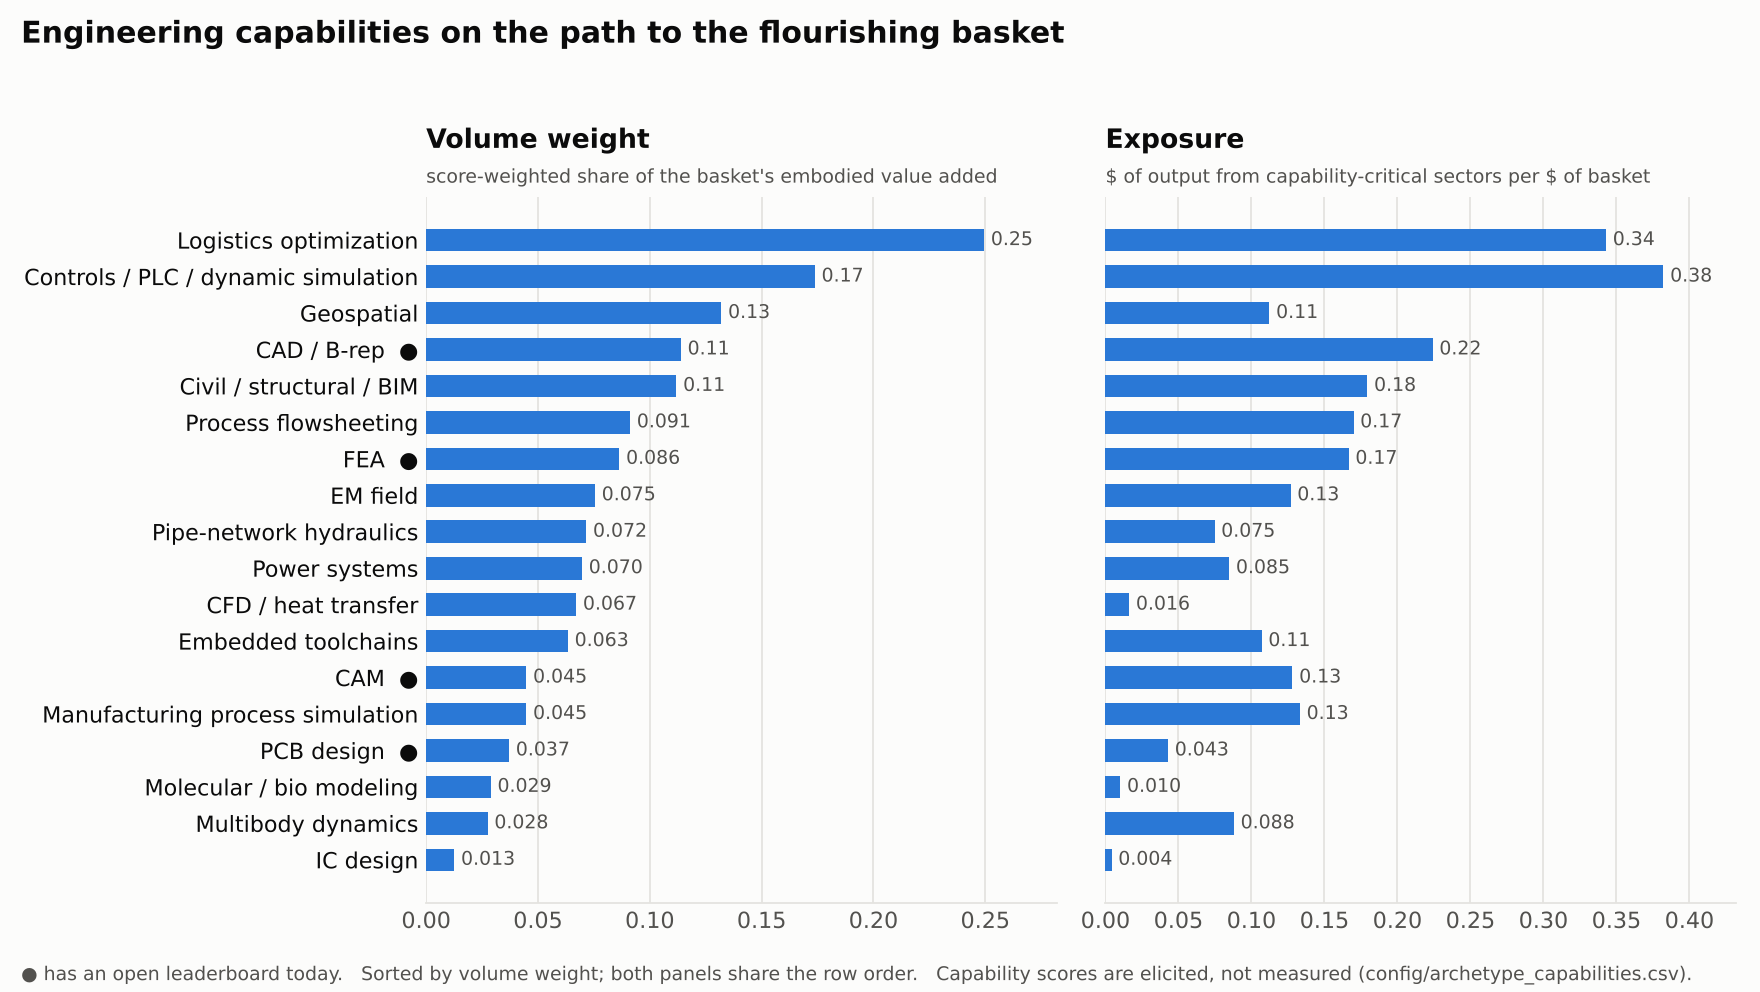 Engineering capabilities on the path to the flourishing basket
Volume weight
score-weighted share of the basket's embodied value added
Exposure
$ of output from capability-critical sectors per $ of basket
Logistics optimization 0.25 0.34
Controls / PLC / dynamic simulation 0.17 0.38
Geospatial 0.13 0.11
CAD / B-rep ● 0.11 0.22
Civil / structural / BIM 0.11 0.18
Process flowsheeting 0.091 0.17
FEA ● 0.086 0.17
EM field 0.075 0.13
Pipe-network hydraulics 0.072 0.075
Power systems 0.070 0.085
CFD / heat transfer 0.067 0.016
Embedded toolchains 0.063 0.11
CAM ● 0.045 0.13
Manufacturing process simulation 0.045 0.13
PCB design ● 0.037 0.043
Molecular / bio modeling 0.029 0.010
Multibody dynamics 0.028 0.088
IC design 0.013 0.004
0.00 0.05 0.10 0.15 0.20 0.25
0.00 0.05 0.10 0.15 0.20 0.25 0.30 0.35 0.40
● has an open leaderboard today. Sorted by volume weight; both panels share the row order. Capability scores are elicited, not measured (config/archetype_capabilities.csv).